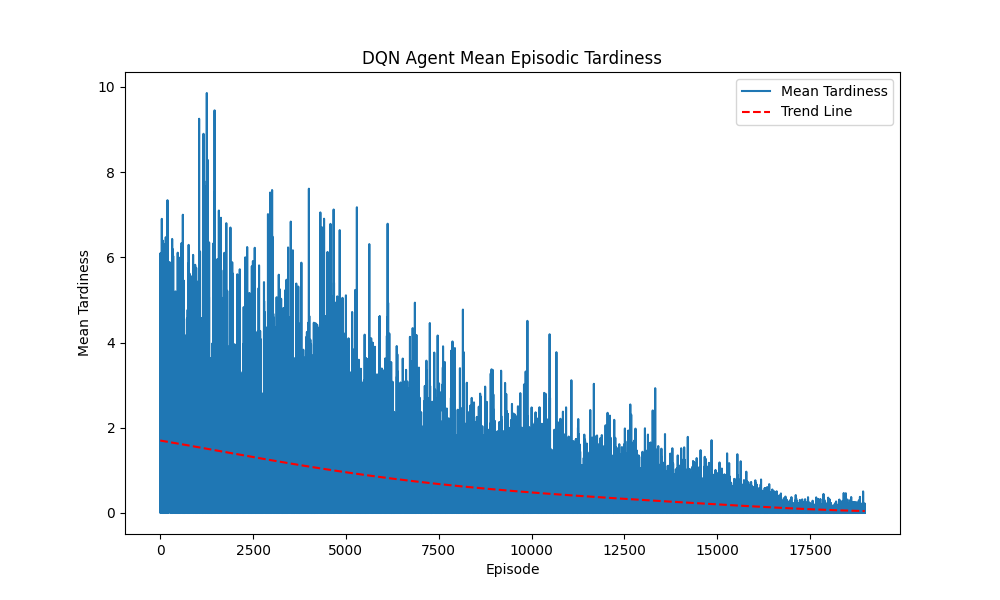 DQN Agent Mean Episodic Tardiness
Mean Tardiness
Trend Line
10
8
6
4
2
0
Mean Tardiness
0 2500 5000 7500 10000 12500 15000 17500
Episode